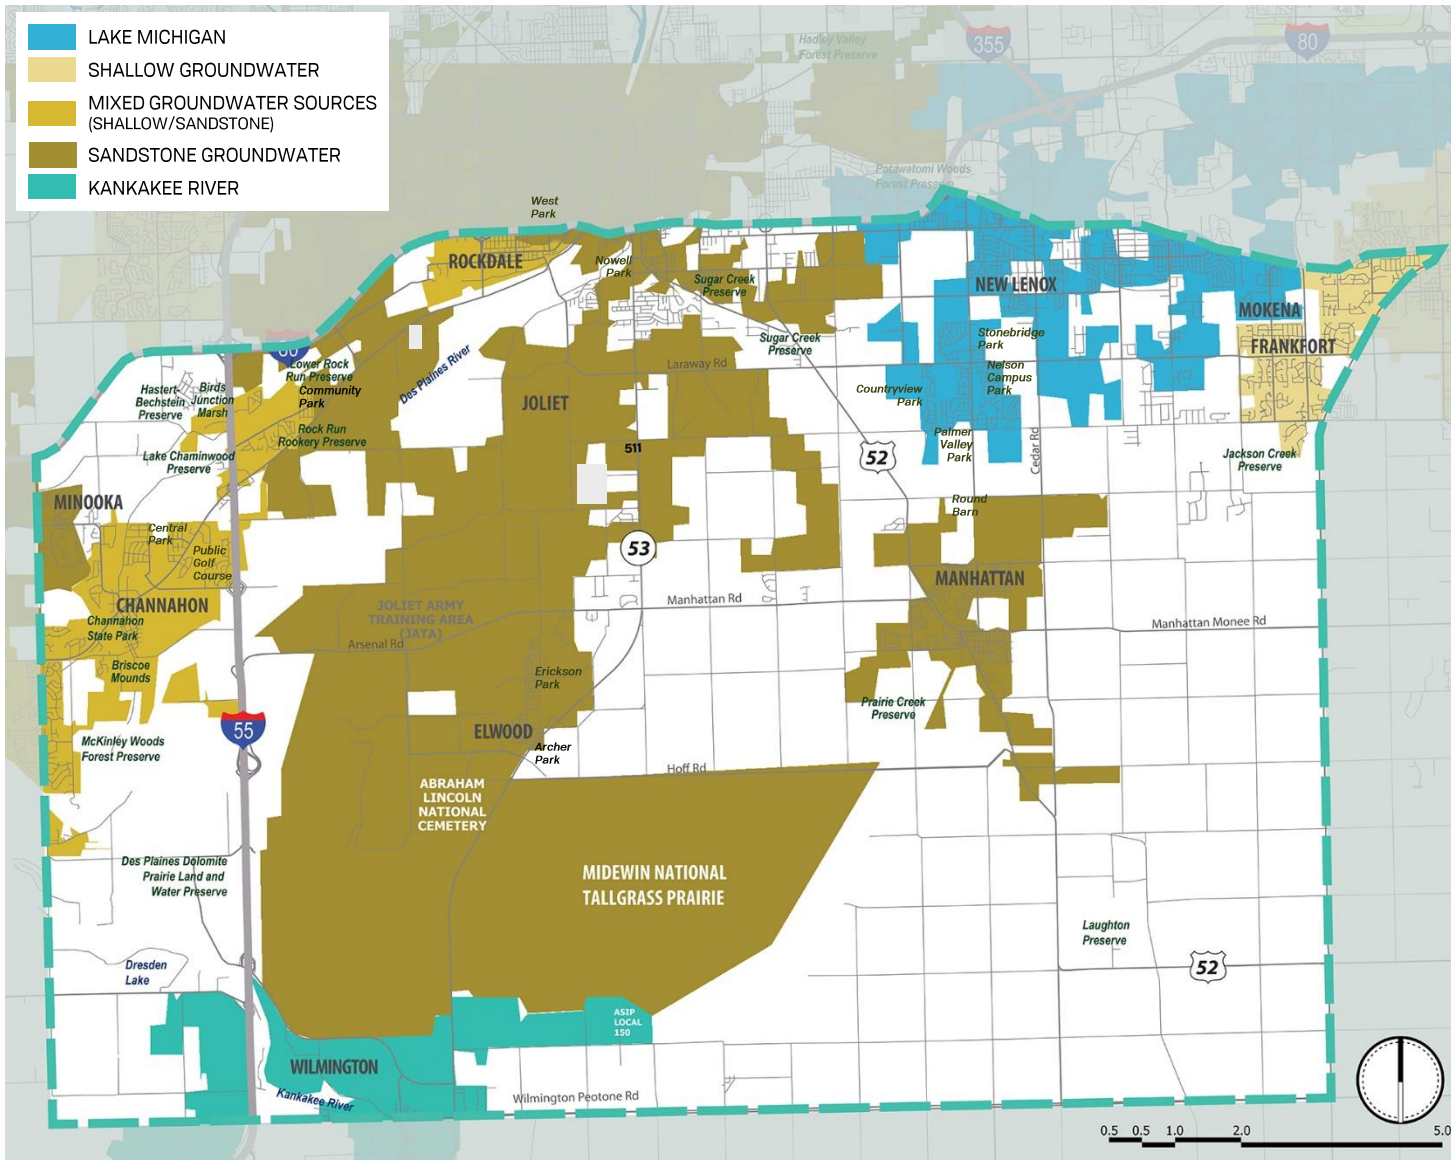 LAKE MICHIGAN
SHALLOW GROUNDWATER
MIXED GROUNDWATER SOURCES
(SHALLOW/SANDSTONE)
SANDSTONE GROUNDWATER
KANKAKEE RIVER
Hadley Valley
Forest Preserve
355
80
Potawatomi Woods
Forest Preserve
West
Park
ROCKDALE
Nowell
Park
Sugar Creek
Preserve
NEW LENOX
MOKENA
FRANKFORT
Stonebridge
Park
Sugar Creek
Preserve
Lower Rock
Run Preserve
Community
Park
Des Plaines River
Laraway Rd
Nelson
Campus
Park
Countryview
Park
Hastert-
Bechstein
Preserve
Birds
Junction
Marsh
JOLIET
Rock Run
Rookery Preserve
Lake Chaminwood
Preserve
511
52
Palmer
Valley
Park
Cedar Rd
Jackson Creek
Preserve
MINOOKA
Round
Barn
Central
Park
Public
Golf
Course
53
MANHATTAN
CHANNAHON
Channahon
State Park
JOLIET ARMY
TRAINING AREA
(JATA)
Manhattan Rd
Manhattan Monee Rd
Arsenal Rd
Briscoe
Mounds
Erickson
Park
Prairie Creek
Preserve
55
ELWOOD
McKinley Woods
Forest Preserve
Archer
Park
Hoff Rd
ABRAHAM
LINCOLN
NATIONAL
CEMETERY
MIDEWIN NATIONAL
TALLGRASS PRAIRIE
Des Plaines Dolomite
Prairie Land and
Water Preserve
Laughton
Preserve
Dresden
Lake
52
ASIP
LOCAL
150
WILMINGTON
Kankakee River
Wilmington Peotone Rd
0.5 0.5 1.0 2.0 5.0